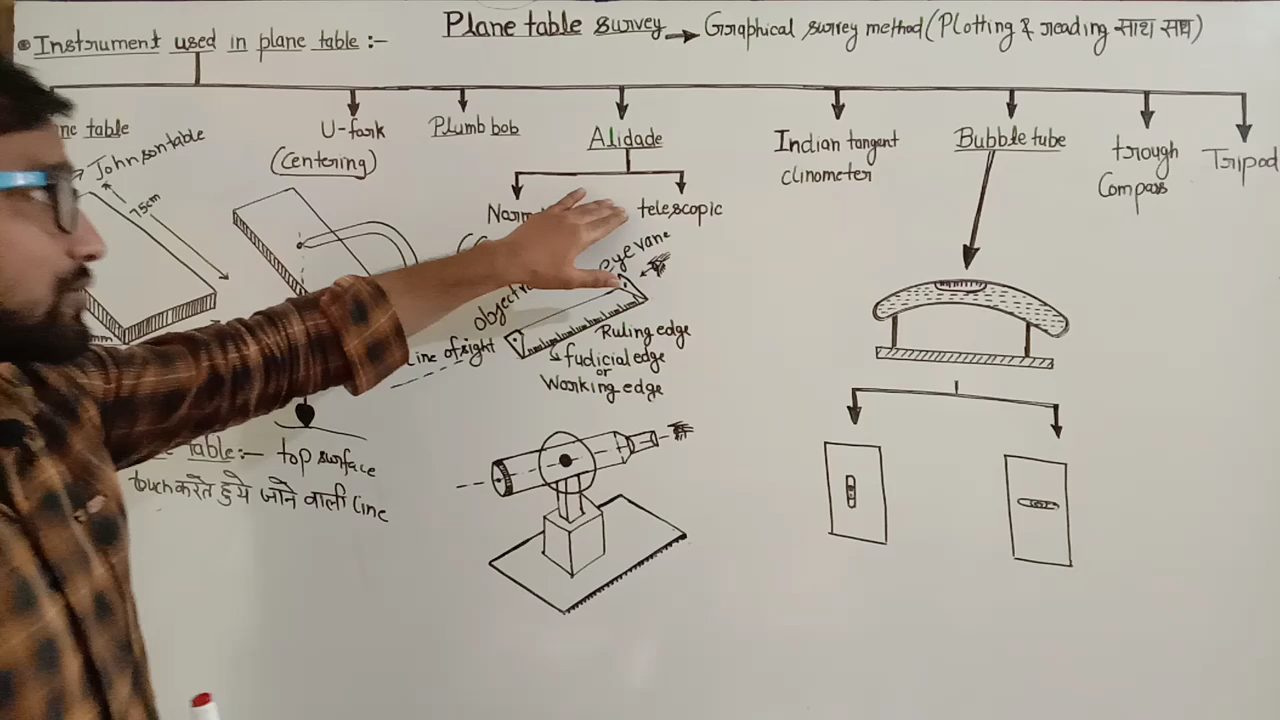 Plane table survey → Graphical survey method (Plotting & reading साथ साथ)
Instrument used in plane table :-
table
Johnson table
75cm
U-fork
(Centering)
Plumb bob
Alidade
telescopic
eye vane
Line of sight
Ruling edge
fudicial edge
or
Working edge
Indian tangent
clinometer
Bubble tube
trough
Compass
Tripod
mm
table :— top surface
touch करते हुये जाने वाली line